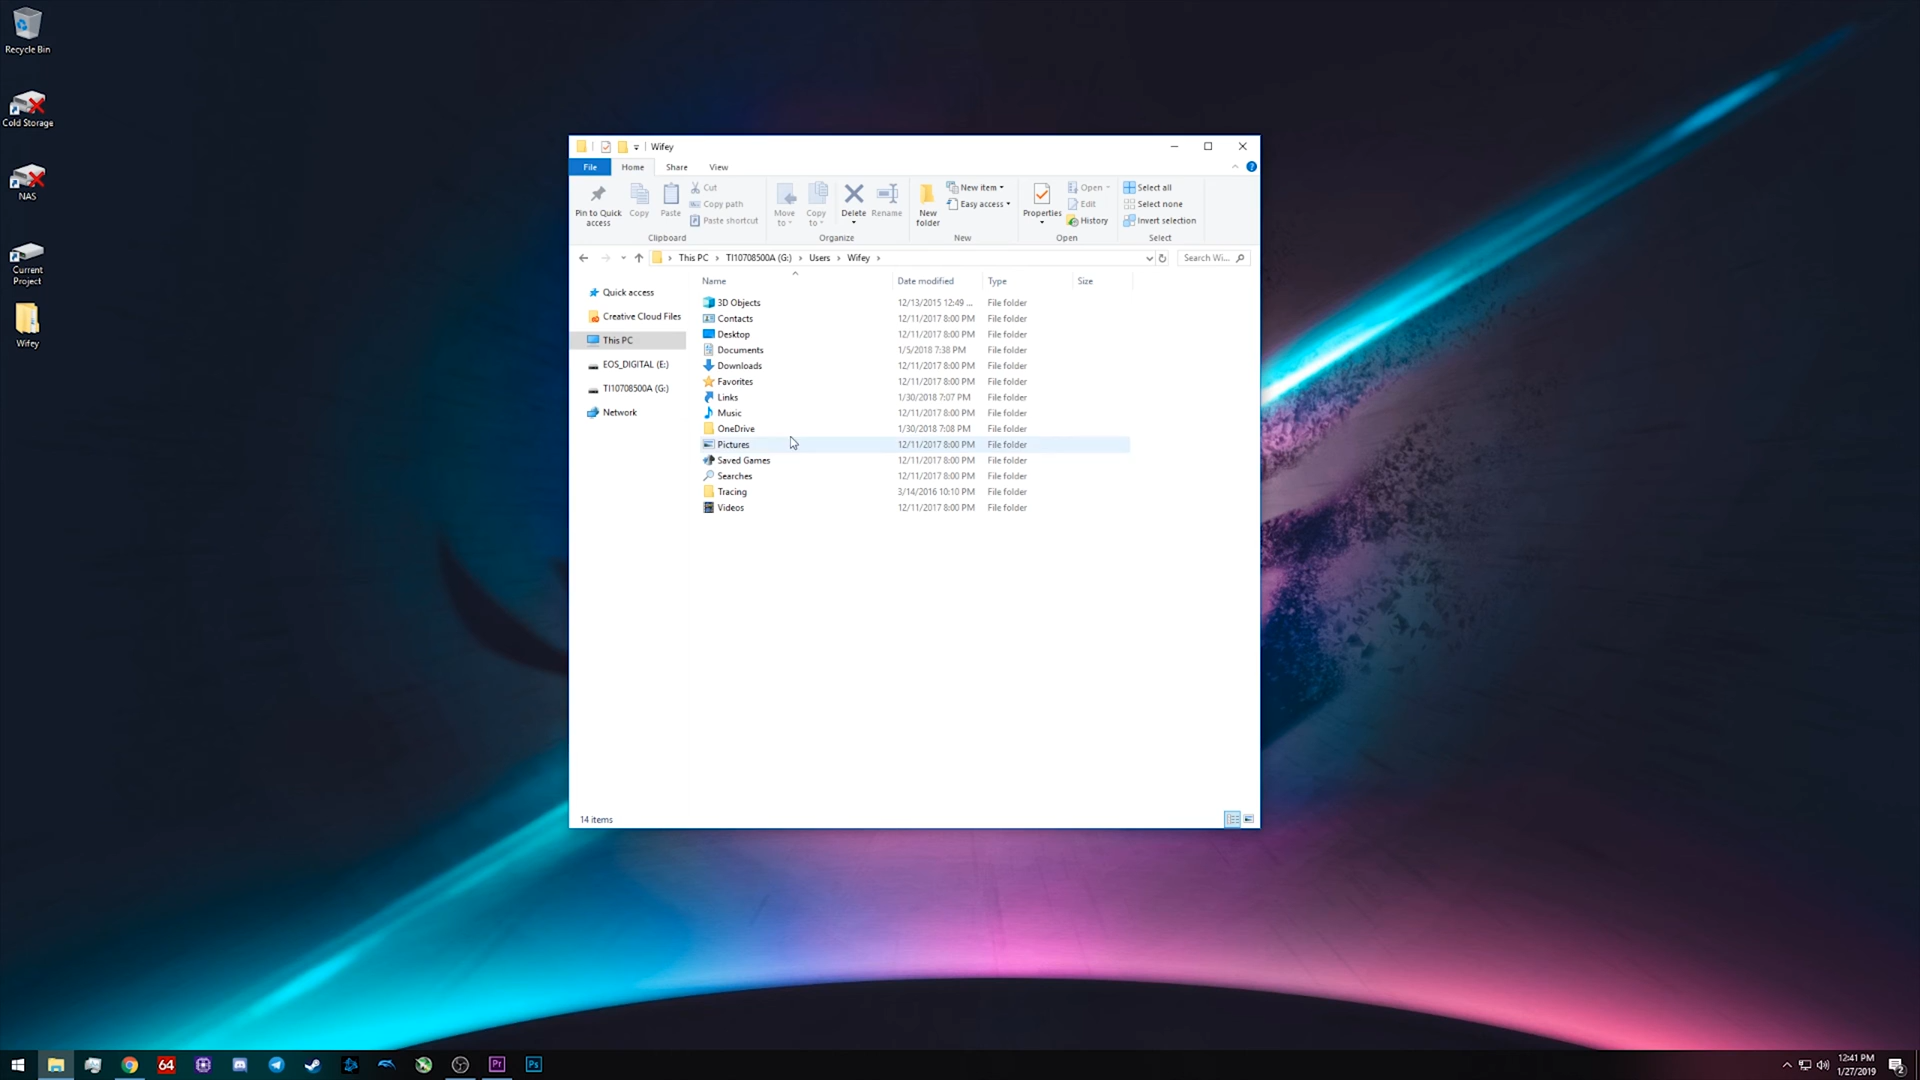 Recycle Bin
Cold Storage
NAS
Current
Project
Wifey
Wifey
File Home Share View
Pin to Quick
access
Copy
Paste
Cut
Copy path
Paste shortcut
Clipboard
Move
to
Copy
to
Delete
Rename
Organize
New
folder
New item
Easy access
New
Properties
Open
Edit
History
Open
Select all
Select none
Invert selection
Select
This PC › TI10708500A (G:) › Users › Wifey ›
Search Wi...
Name Date modified Type Size
Quick access
Creative Cloud Files
This PC
EOS_DIGITAL (E:)
TI10708500A (G:)
Network
3D Objects 12/13/2015 12:49 ... File folder
Contacts 12/11/2017 8:00 PM File folder
Desktop 12/11/2017 8:00 PM File folder
Documents 1/5/2018 7:38 PM File folder
Downloads 12/11/2017 8:00 PM File folder
Favorites 12/11/2017 8:00 PM File folder
Links 1/30/2018 7:07 PM File folder
Music 12/11/2017 8:00 PM File folder
OneDrive 1/30/2018 7:08 PM File folder
Pictures 12/11/2017 8:00 PM File folder
Saved Games 12/11/2017 8:00 PM File folder
Searches 12/11/2017 8:00 PM File folder
Tracing 3/14/2016 10:10 PM File folder
Videos 12/11/2017 8:00 PM File folder
14 items
64
Pr
Ps
12:41 PM
1/27/2019
2